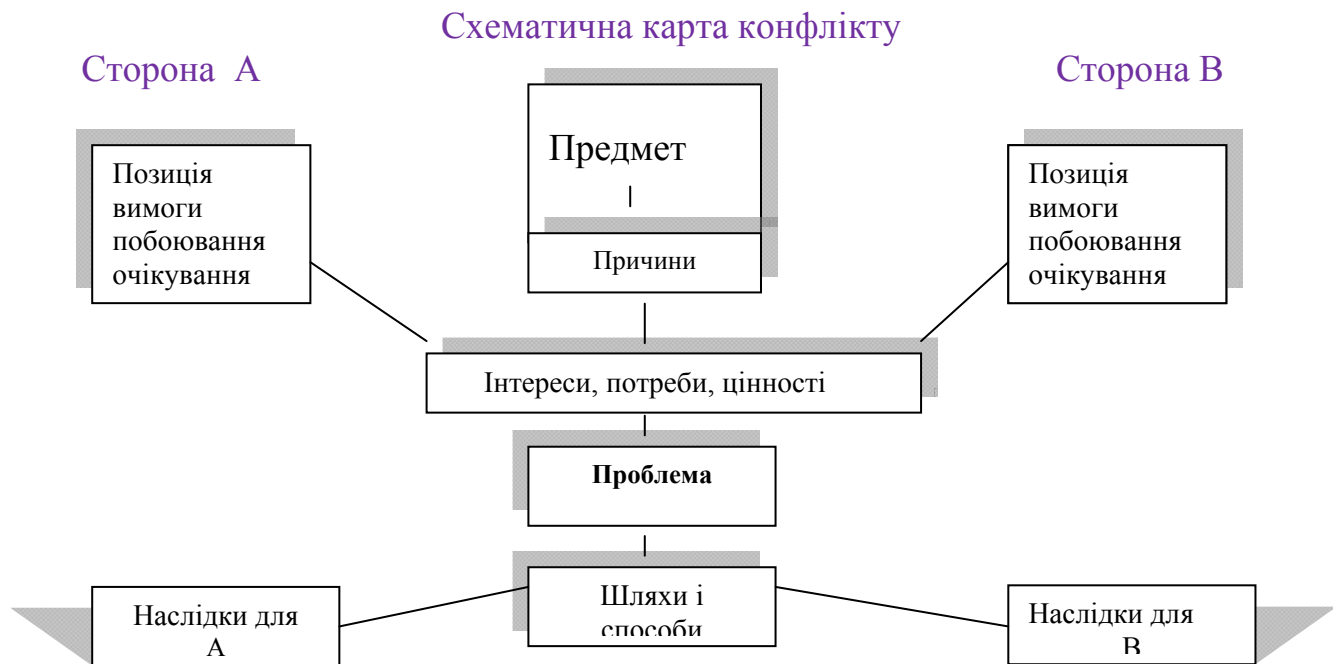 Схематична карта конфлікту
Сторона А
Сторона В
Предмет
Позиція
вимоги
побоювання
очікування
Позиція
вимоги
побоювання
очікування
Причини
Інтереси, потреби, цінності
Проблема
Шляхи і
способи
Наслідки для
А
Наслідки для
В